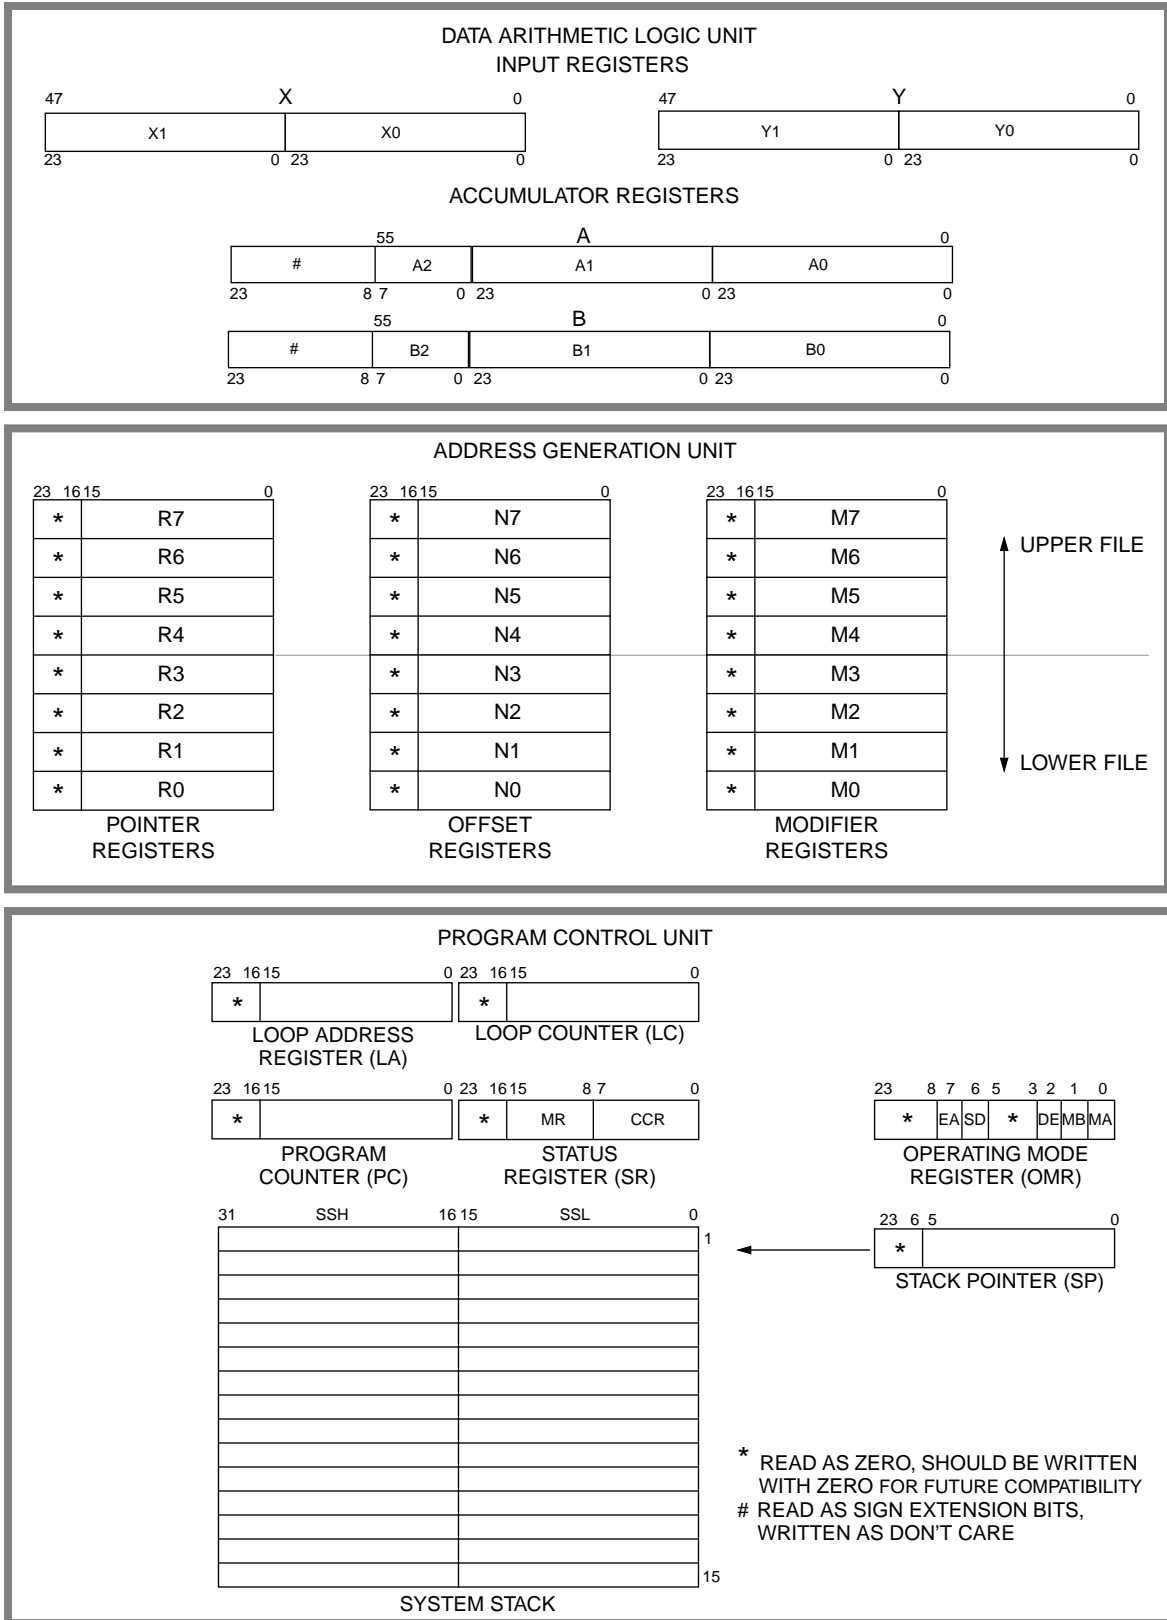 DATA ARITHMETIC LOGIC UNIT
INPUT REGISTERS
47 X 0 47 Y 0
X1 X0 Y1 Y0
23 0 23 0 23 0 23 0
ACCUMULATOR REGISTERS
55 A 0
# A2 A1 A0
23 8 7 0 23 0 23 0
55 B 0
# B2 B1 B0
23 8 7 0 23 0 23 0
ADDRESS GENERATION UNIT
23 16 15 0 23 16 15 0 23 16 15 0
* R7 * N7 * M7
* R6 * N6 * M6 UPPER FILE
* R5 * N5 * M5
* R4 * N4 * M4
* R3 * N3 * M3
* R2 * N2 * M2
* R1 * N1 * M1 LOWER FILE
* R0 * N0 * M0
POINTER OFFSET MODIFIER
REGISTERS REGISTERS REGISTERS
PROGRAM CONTROL UNIT
23 16 15 0 23 16 15 0
* *
LOOP ADDRESS LOOP COUNTER (LC)
REGISTER (LA)
23 16 15 0 23 16 15 8 7 0 23 8 7 6 5 3 2 1 0
* * MR CCR * EA SD * DE MB MA
PROGRAM STATUS OPERATING MODE
COUNTER (PC) REGISTER (SR) REGISTER (OMR)
31 SSH 16 15 SSL 0 23 6 5 0
1
*
STACK POINTER (SP)
* READ AS ZERO, SHOULD BE WRITTEN
WITH ZERO FOR FUTURE COMPATIBILITY
# READ AS SIGN EXTENSION BITS,
WRITTEN AS DON'T CARE
15
SYSTEM STACK